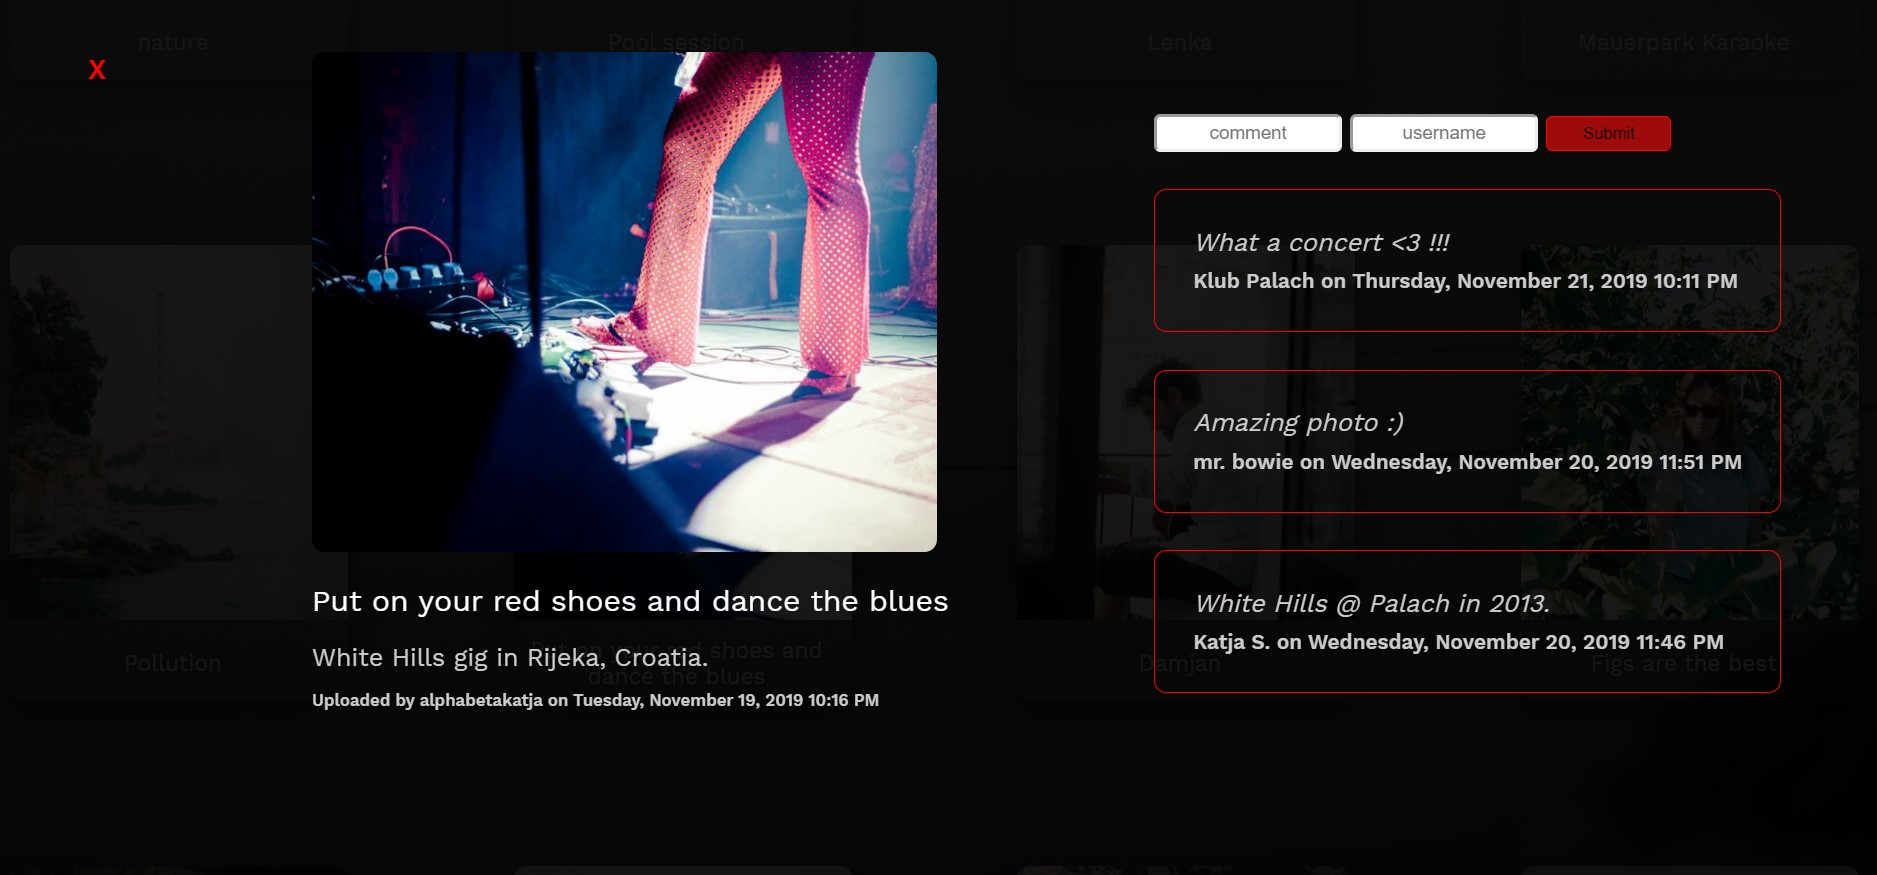 nature
Pool session
Lenka
Mauerpark Karaoke
X
comment
username
Submit
What a concert <3 !!!
Klub Palach on Thursday, November 21, 2019 10:11 PM
Amazing photo :)
mr. bowie on Wednesday, November 20, 2019 11:51 PM
White Hills @ Palach in 2013.
Katja S. on Wednesday, November 20, 2019 11:46 PM
Put on your red shoes and dance the blues
White Hills gig in Rijeka, Croatia.
Uploaded by alphabetakatja on Tuesday, November 19, 2019 10:16 PM
Pollution
Put on your red shoes and
dance the blues
Damjan
Figs are the best